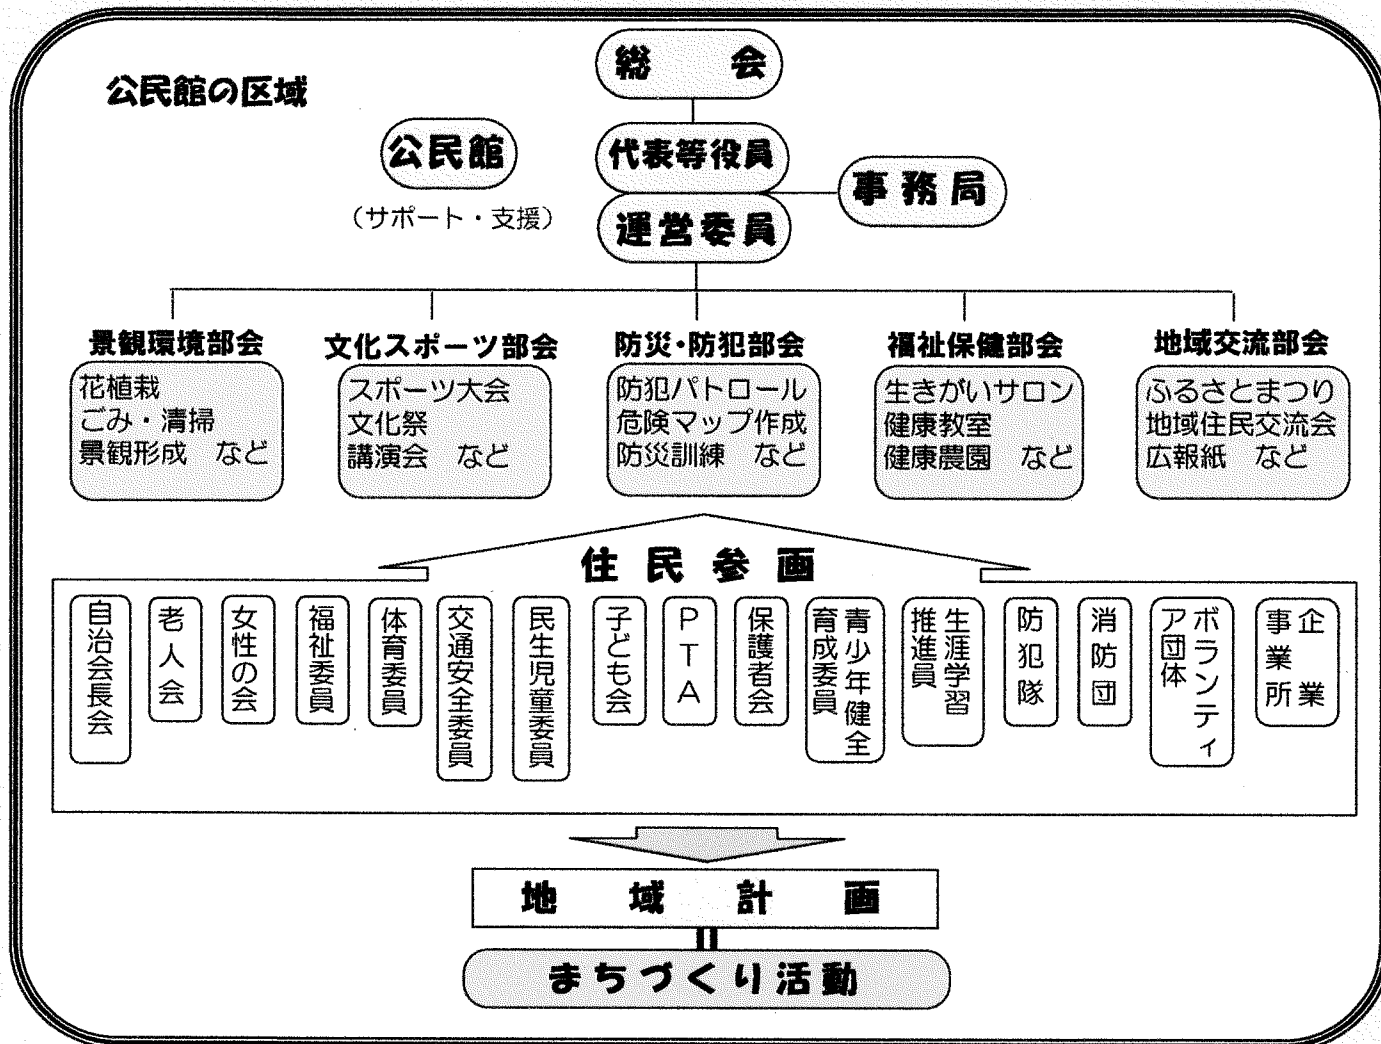 総　会
公民館の区域
公民館
代表等役員
事務局
（サポート・支援）
運営委員
景観環境部会
花植栽
ごみ・清掃
景観形成　など
文化スポーツ部会
スポーツ大会
文化祭
講演会　など
防災・防犯部会
防犯パトロール
危険マップ作成
防災訓練　など
福祉保健部会
生きがいサロン
健康教室
健康農園　など
地域交流部会
ふるさとまつり
地域住民交流会
広報紙　など
住民参画
自治会長会
老人会
女性の会
福祉委員
体育委員
交通安全委員
民生児童委員
子ども会
PTA
保護者会
青少年健全
育成委員
生涯学習
推進員
防犯隊
消防団
ボランティ
ア団体
企業
事業所
地域計画
まちづくり活動